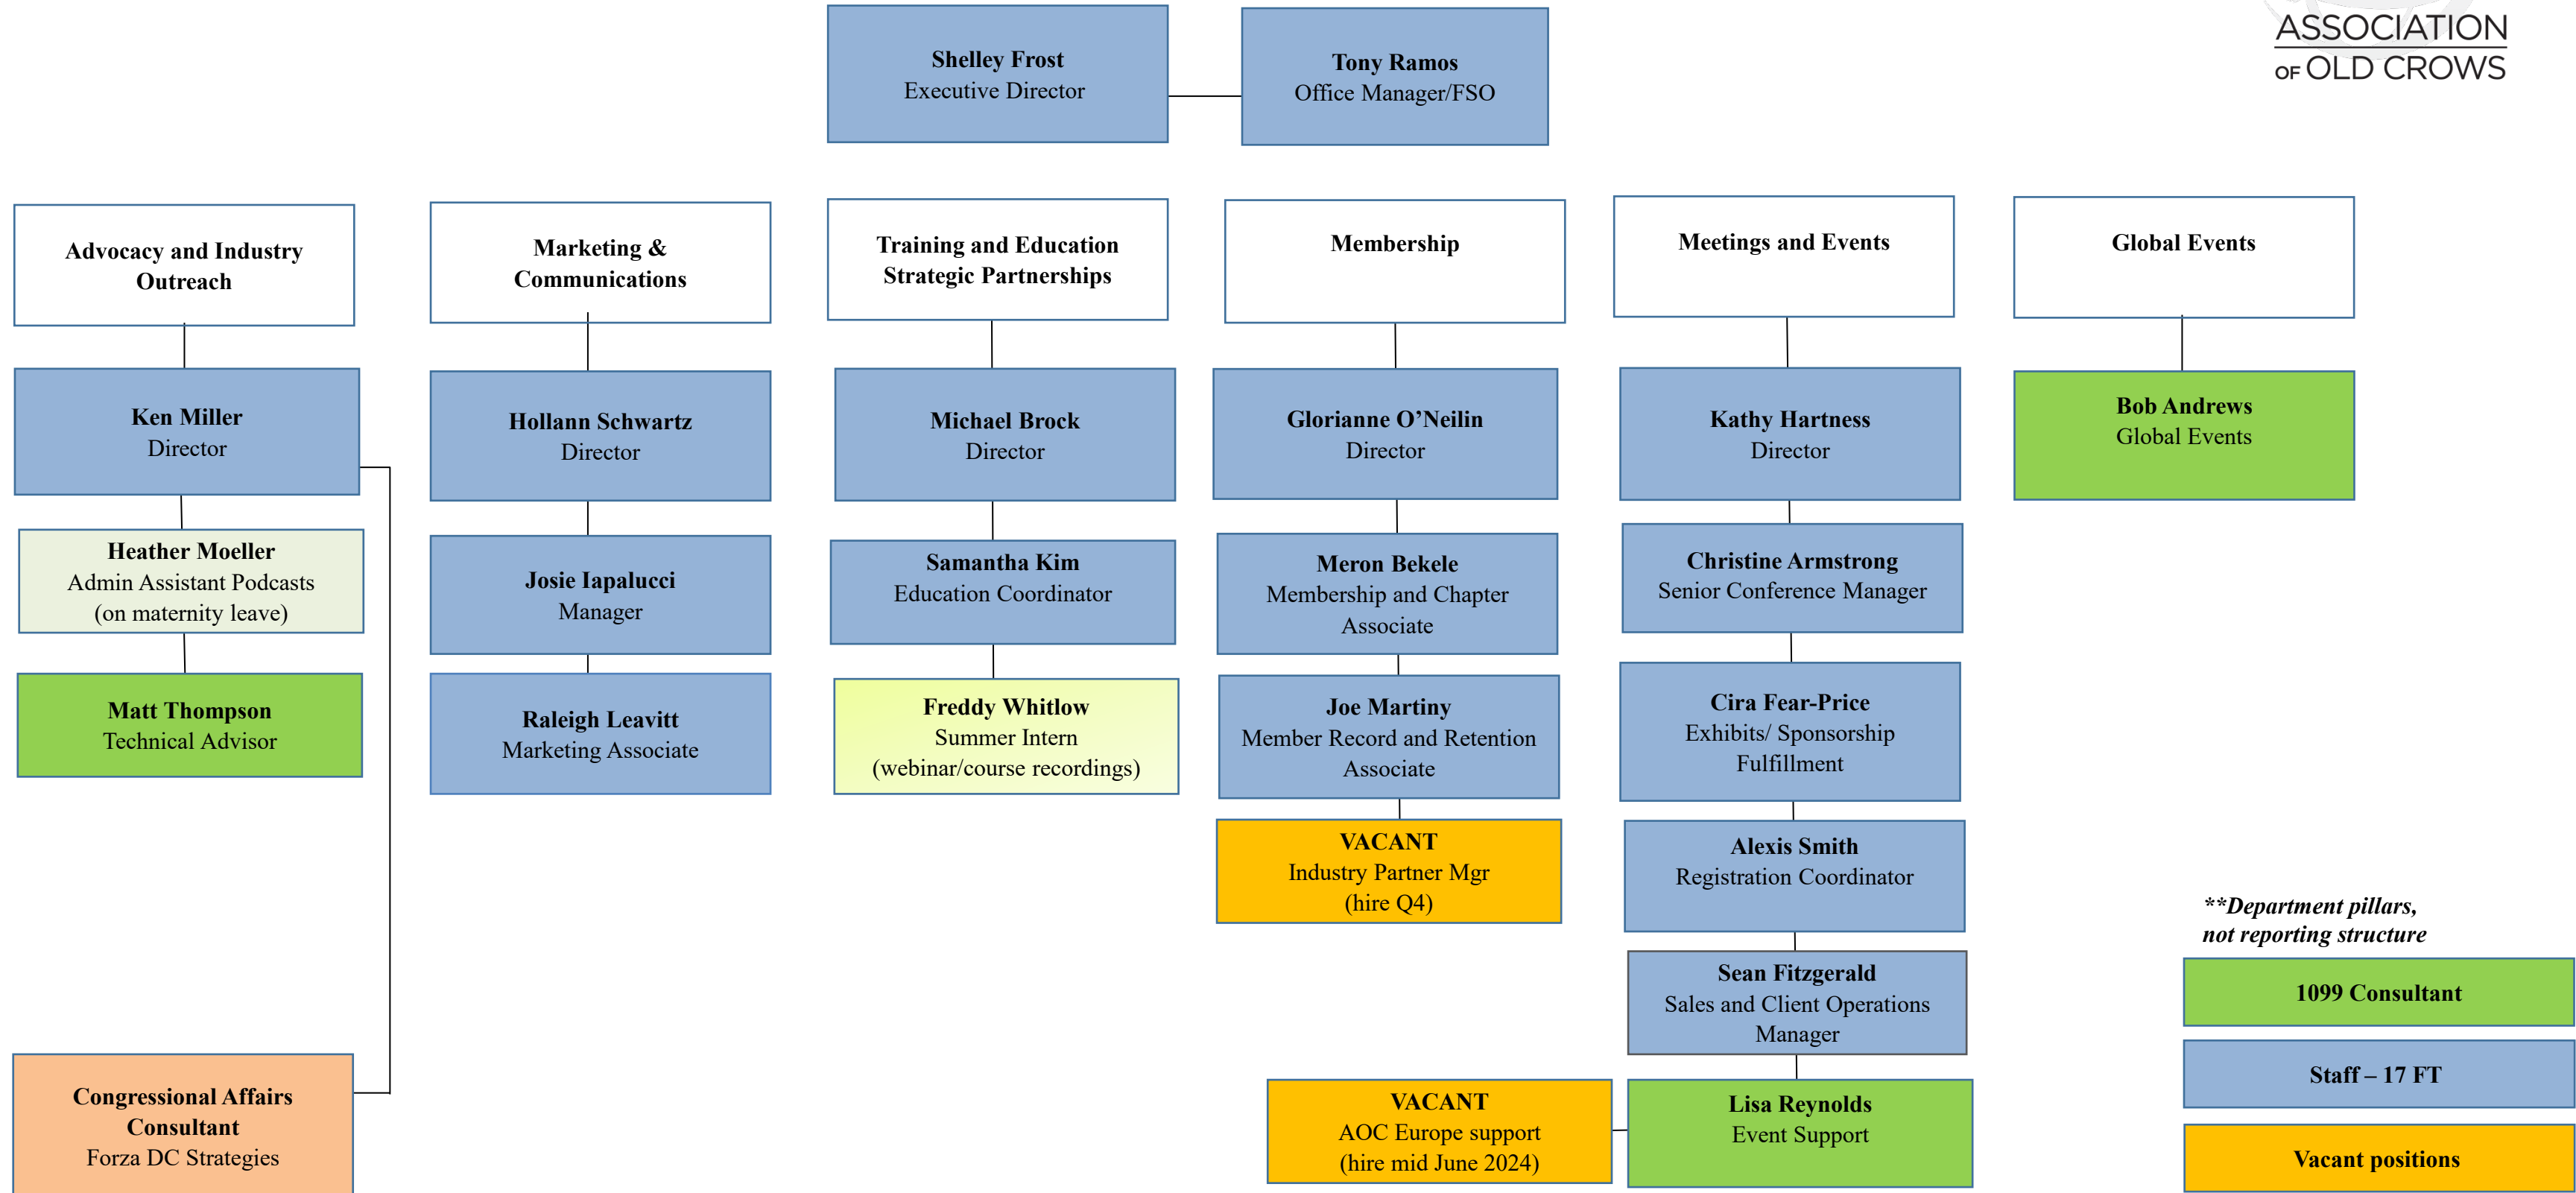 ASSOCIATION
OF OLD CROWS
Shelley Frost
Executive Director
Tony Ramos
Office Manager/FSO
Advocacy and Industry
Outreach
Marketing &
Communications
Training and Education
Strategic Partnerships
Membership
Meetings and Events
Global Events
Ken Miller
Director
Hollann Schwartz
Director
Michael Brock
Director
Glorianne O’Neilin
Director
Kathy Hartness
Director
Bob Andrews
Global Events
Heather Moeller
Admin Assistant Podcasts
(on maternity leave)
Josie Iapalucci
Manager
Samantha Kim
Education Coordinator
Meron Bekele
Membership and Chapter
Associate
Christine Armstrong
Senior Conference Manager
Matt Thompson
Technical Advisor
Raleigh Leavitt
Marketing Associate
Freddy Whitlow
Summer Intern
(webinar/course recordings)
Joe Martiny
Member Record and Retention
Associate
Cira Fear-Price
Exhibits/ Sponsorship
Fulfillment
VACANT
Industry Partner Mgr
(hire Q4)
Alexis Smith
Registration Coordinator
Sean Fitzgerald
Sales and Client Operations
Manager
Congressional Affairs
Consultant
Forza DC Strategies
VACANT
AOC Europe support
(hire mid June 2024)
Lisa Reynolds
Event Support
**Department pillars,
not reporting structure
1099 Consultant
Staff – 17 FT
Vacant positions